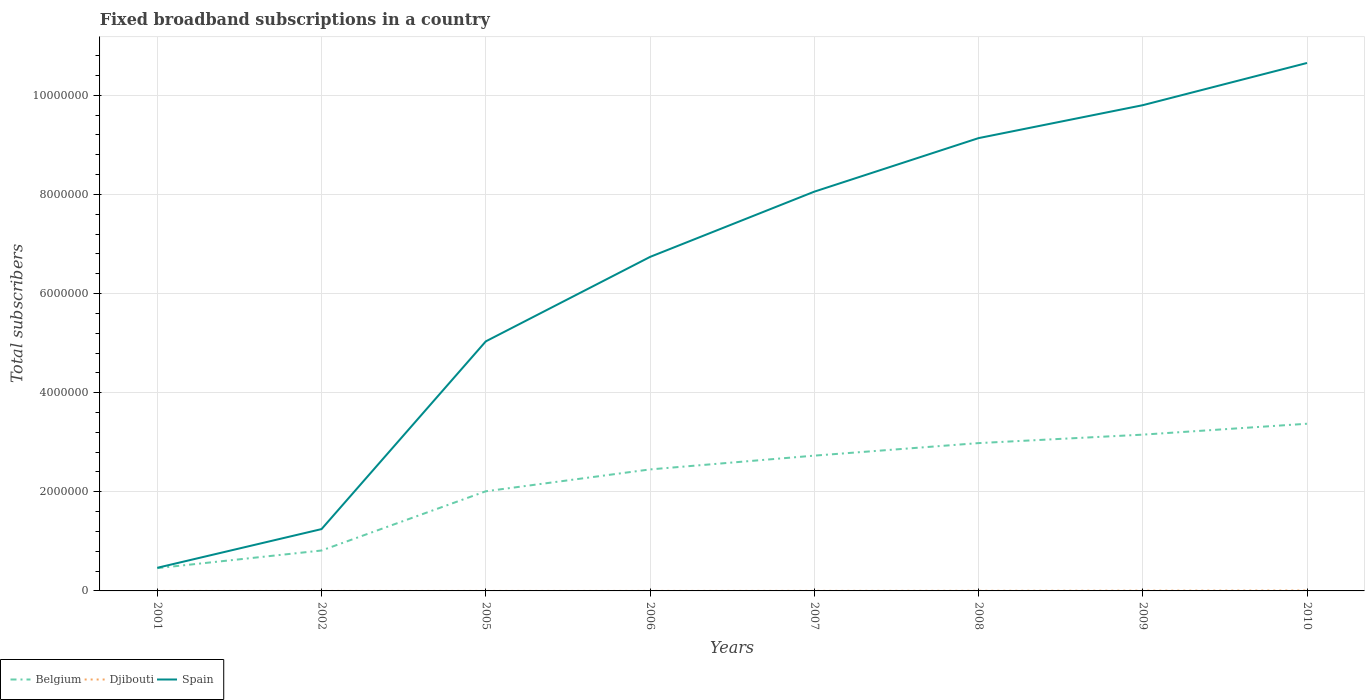 Fixed broadband subscriptions in a country
Total subscribers
10000000
8000000
6000000
4000000
2000000
0
2001
2002
2005
2006
2007
2008
2009
2010
Years
Belgium
Djibouti
Spain